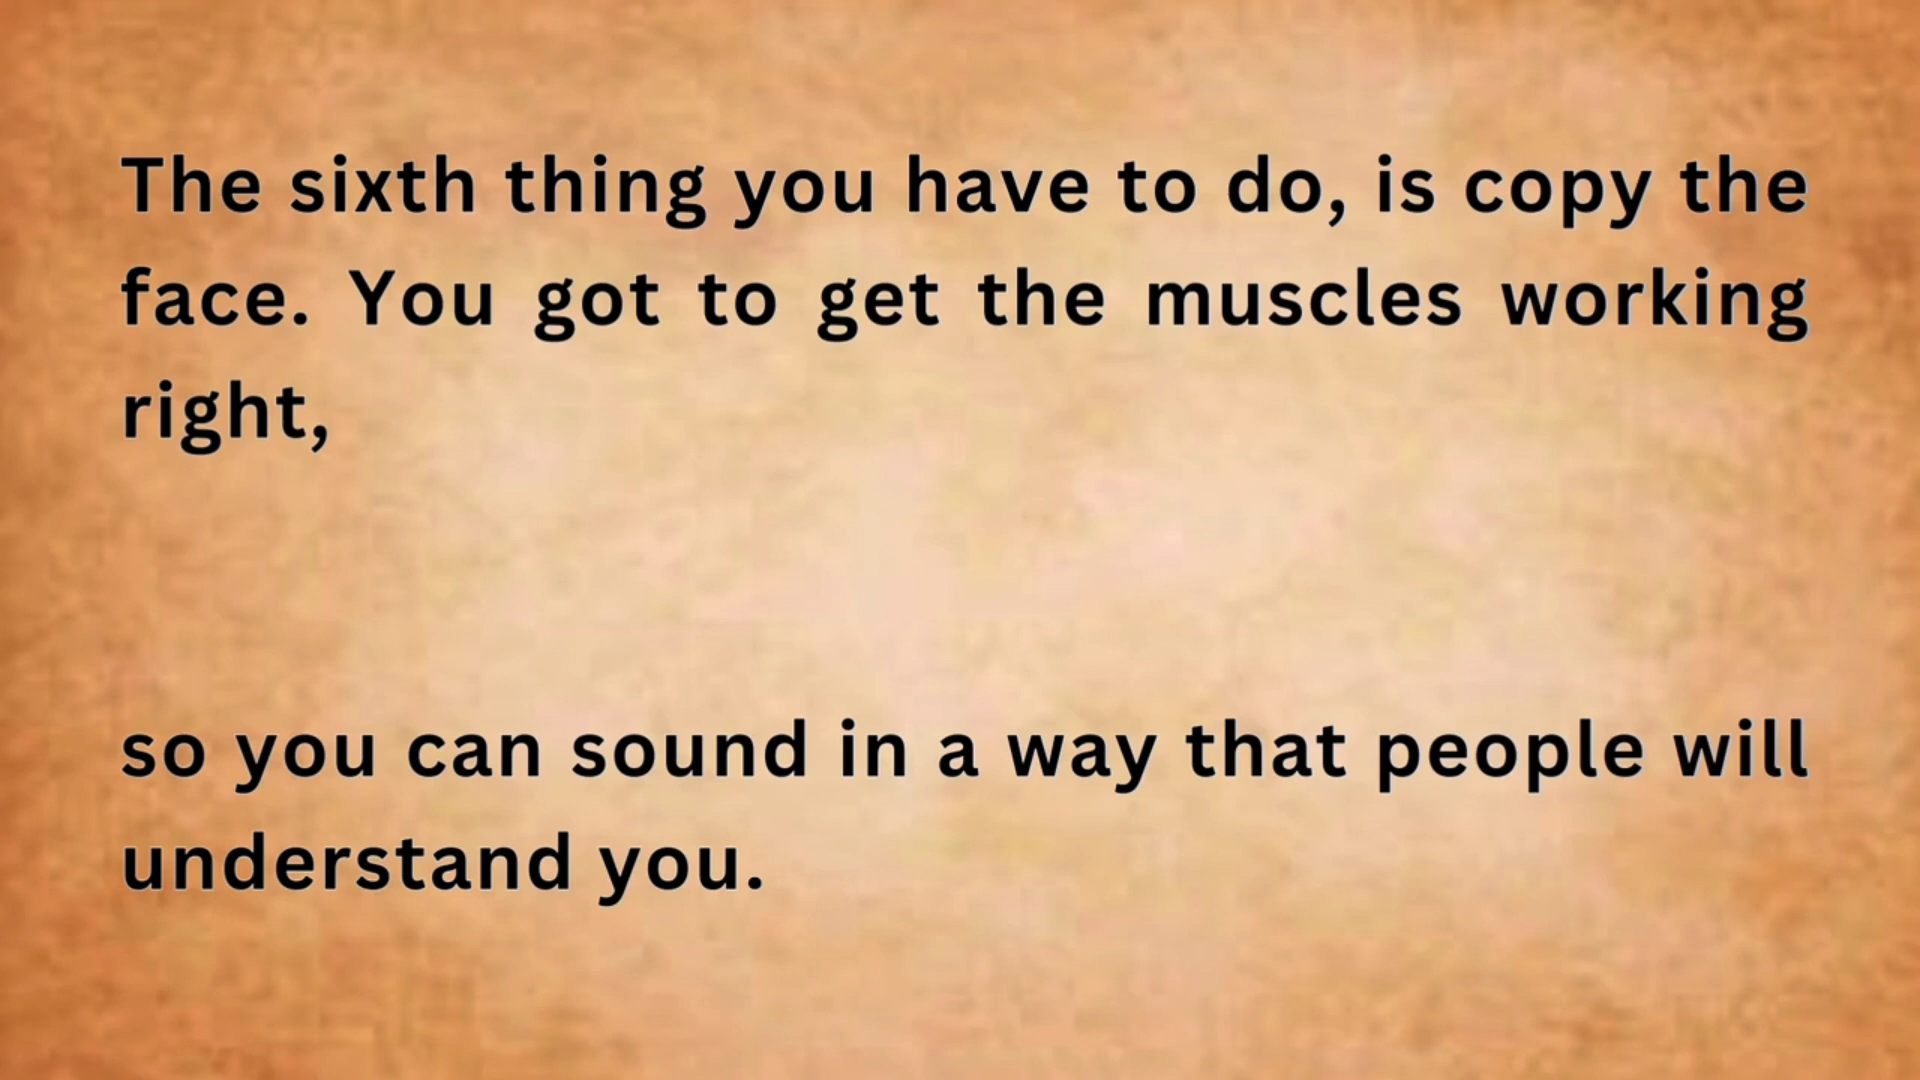 The sixth thing you have to do, is copy the
face. You got to get the muscles working
right,
so you can sound in a way that people will
understand you.